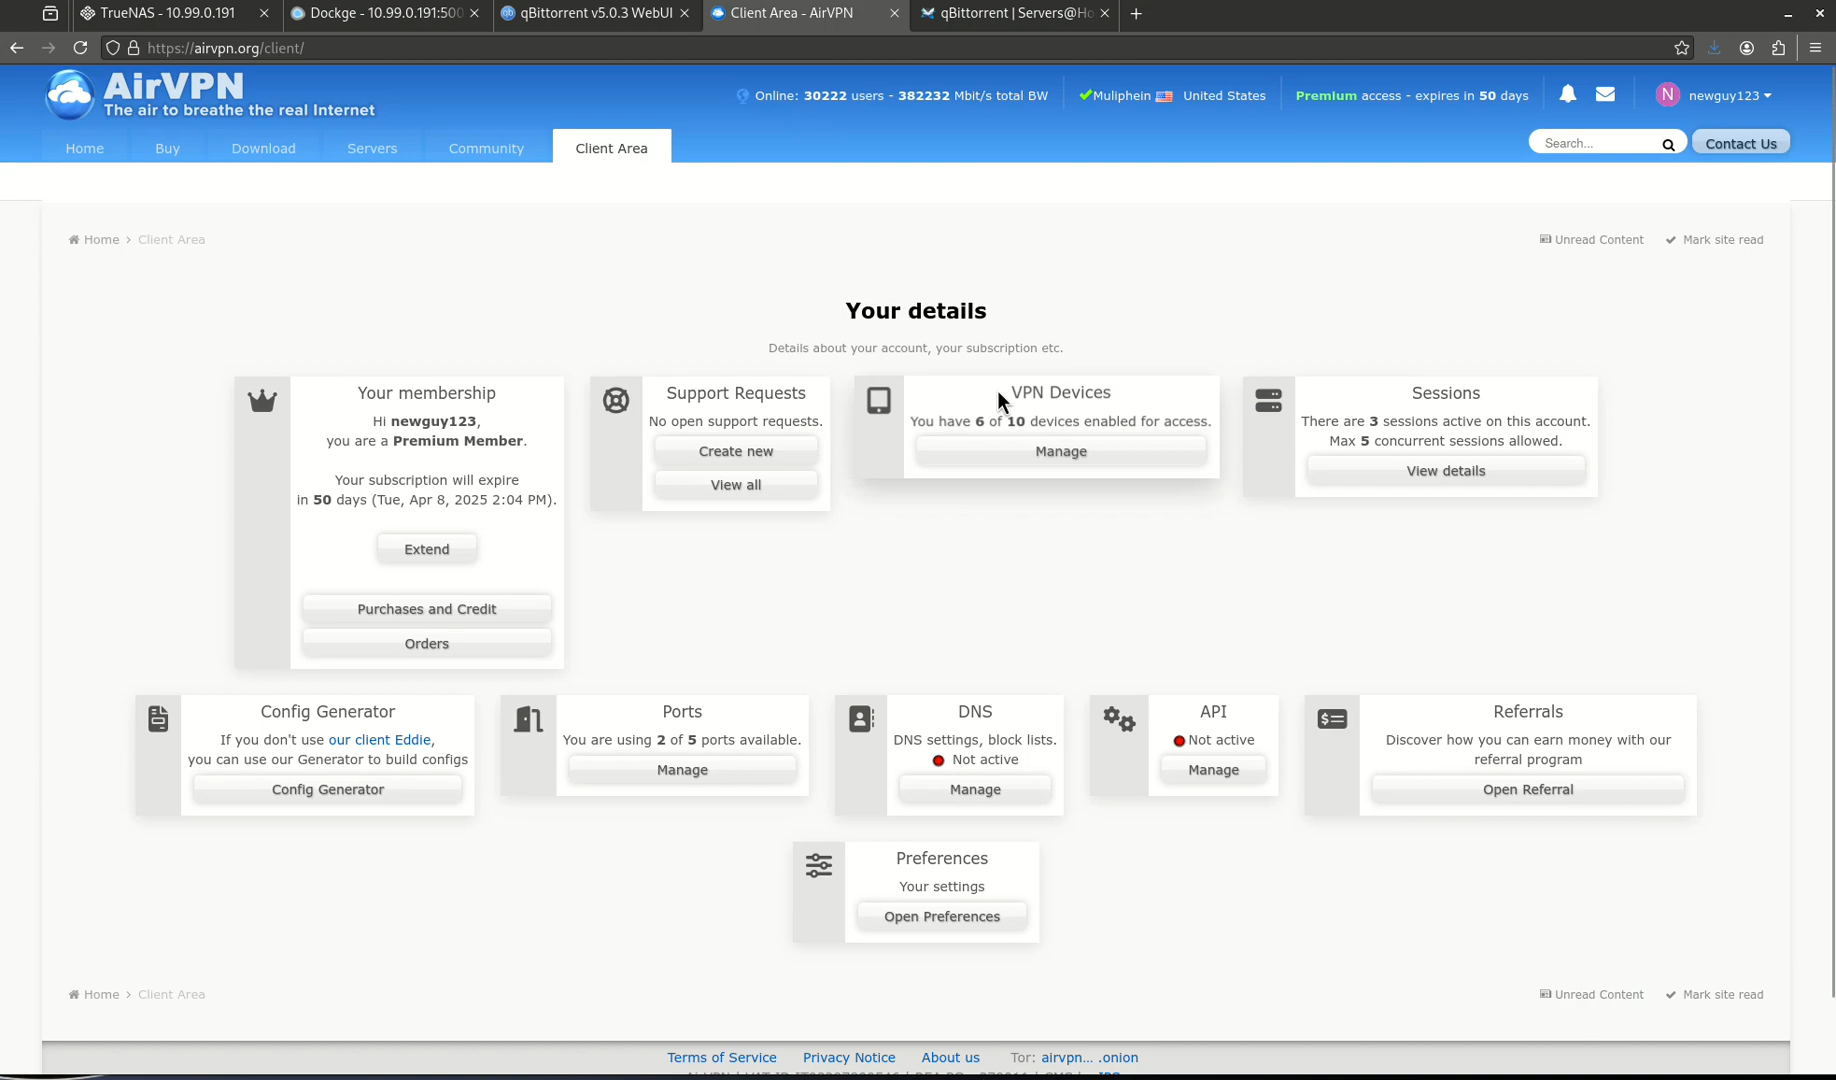 TrueNAS - 10.99.0.191
Dockge - 10.99.0.191:500
qBittorrent v5.0.3 WebUI
Client Area - AirVPN
qBittorrent | Servers@Ho
https://airvpn.org/client/
AirVPN
The air to breathe the real Internet
Online: 30222 users - 382232 Mbit/s total BW
Muliphein United States
Premium access - expires in 50 days
N newguy123
Home Buy Download Servers Community Client Area
Search...
Contact Us
Home > Client Area
Unread Content Mark site read
Your details
Details about your account, your subscription etc.
Your membership
Hi newguy123,
you are a Premium Member.
Your subscription will expire
in 50 days (Tue, Apr 8, 2025 2:04 PM).
Extend
Purchases and Credit
Orders
Support Requests
No open support requests.
Create new
View all
VPN Devices
You have 6 of 10 devices enabled for access.
Manage
Sessions
There are 3 sessions active on this account.
Max 5 concurrent sessions allowed.
View details
Config Generator
If you don't use our client Eddie,
you can use our Generator to build configs
Config Generator
Ports
You are using 2 of 5 ports available.
Manage
DNS
DNS settings, block lists.
Not active
Manage
API
Not active
Manage
Referrals
Discover how you can earn money with our
referral program
Open Referral
Preferences
Your settings
Open Preferences
Home > Client Area
Unread Content Mark site read
Terms of Service Privacy Notice About us Tor: airvpn... .onion